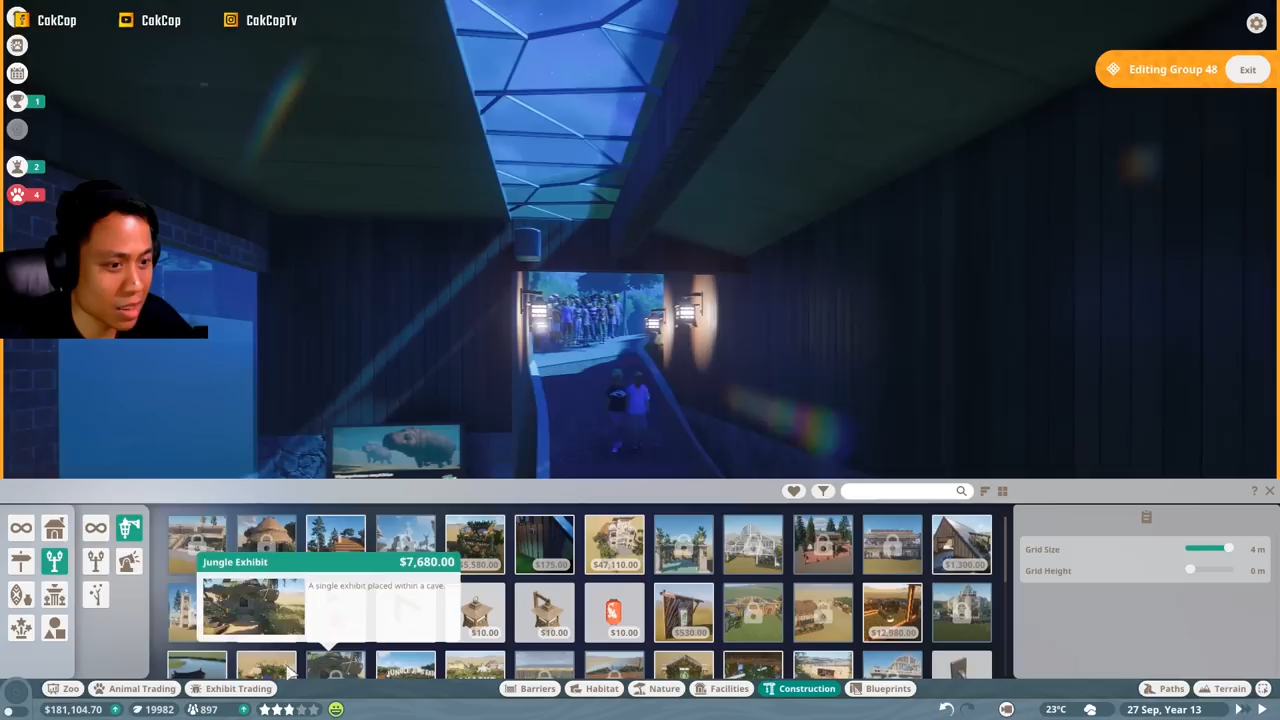 CakCop CakCop CakCopTv
1
2
4
Editing Group 48 Exit
Jungle Exhibit $7,680.00
A single exhibit placed within a cave.
$5,580.00 $175.00 $47,110.00 $1,300.00
$10.00 $10.00 $10.00 $530.00 $12,980.00
? 
Grid Size 4 m
Grid Height 0 m
Zoo Animal Trading Exhibit Trading Barriers Habitat Nature Facilities Construction Blueprints Paths Terrain
$181,104.70 19982 897 23°C 27 Sep, Year 13